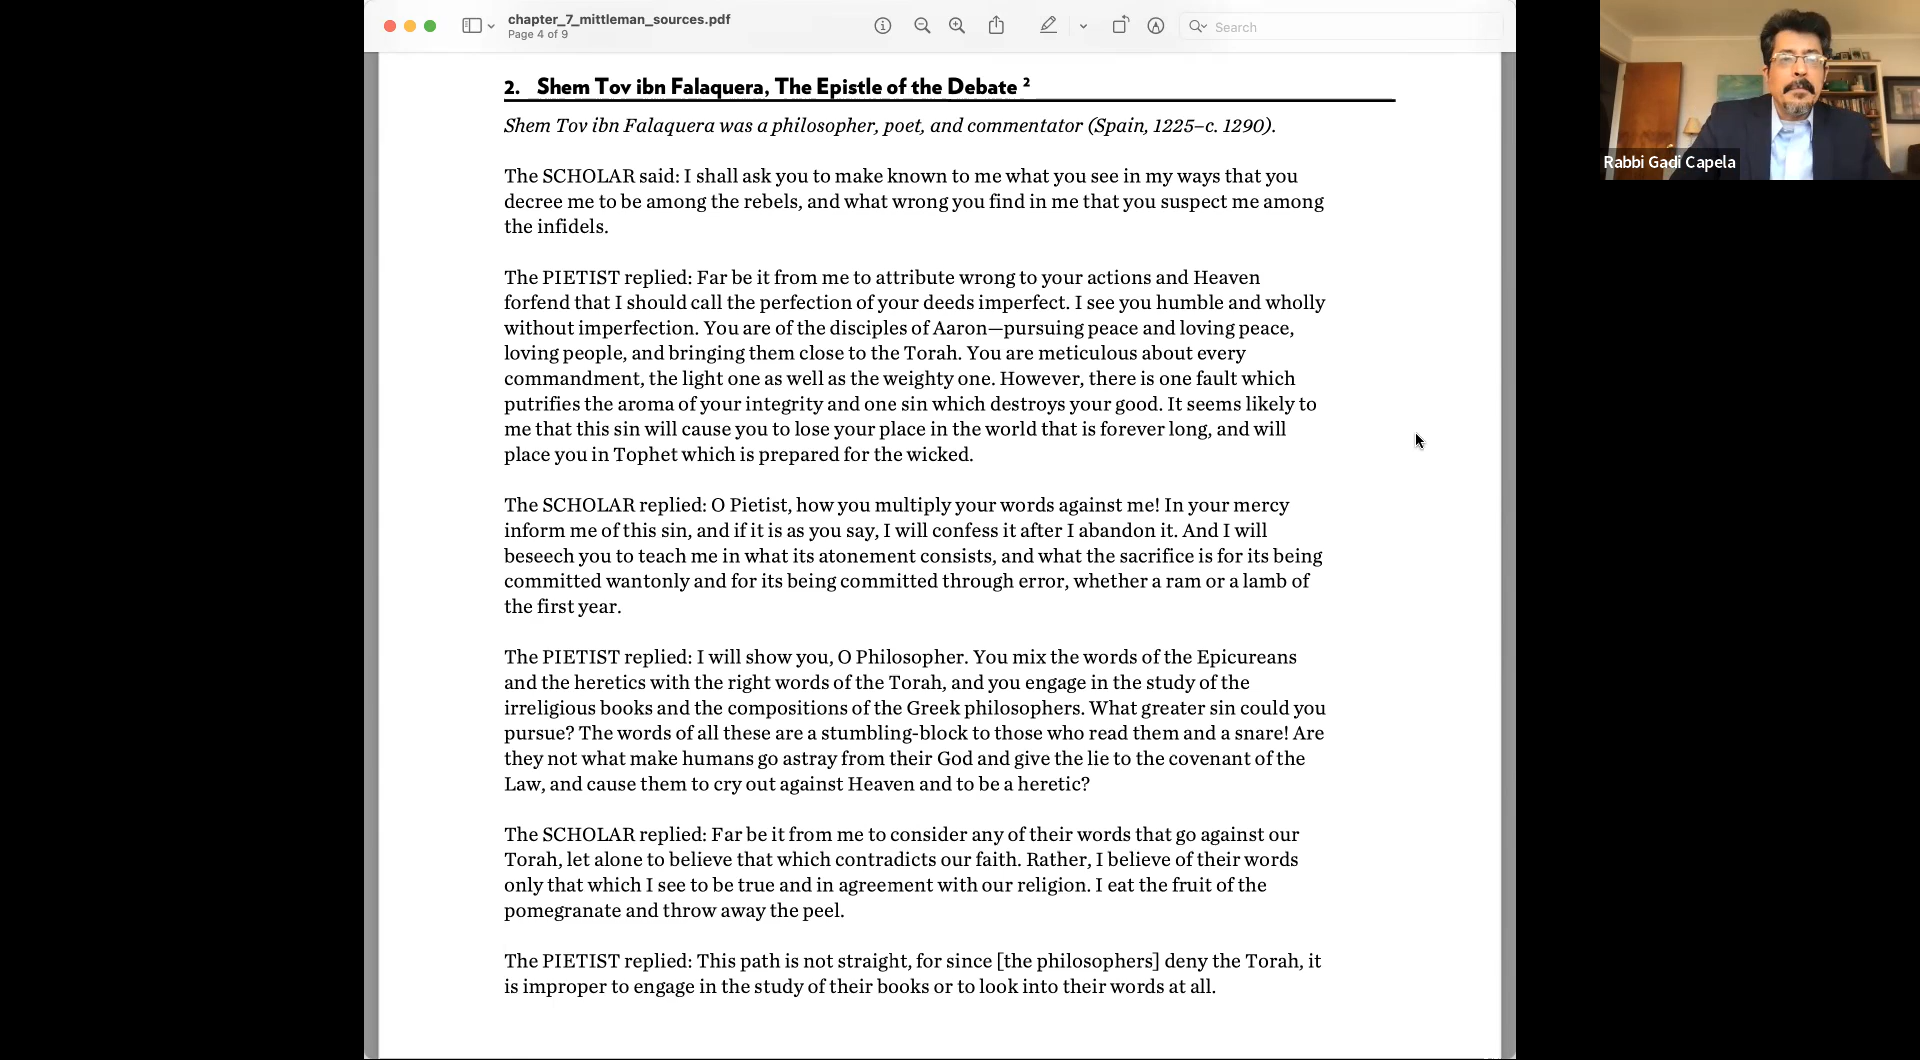 chapter_7_mittleman_sources.pdf
Page 4 of 9
Search
2. Shem Tov ibn Falaquera, The Epistle of the Debate ²
Shem Tov ibn Falaquera was a philosopher, poet, and commentator (Spain, 1225–c. 1290).
The SCHOLAR said: I shall ask you to make known to me what you see in my ways that you
decree me to be among the rebels, and what wrong you find in me that you suspect me among
the infidels.
The PIETIST replied: Far be it from me to attribute wrong to your actions and Heaven
forfend that I should call the perfection of your deeds imperfect. I see you humble and wholly
without imperfection. You are of the disciples of Aaron—pursuing peace and loving peace,
loving people, and bringing them close to the Torah. You are meticulous about every
commandment, the light one as well as the weighty one. However, there is one fault which
putrifies the aroma of your integrity and one sin which destroys your good. It seems likely to
me that this sin will cause you to lose your place in the world that is forever long, and will
place you in Tophet which is prepared for the wicked.
The SCHOLAR replied: O Pietist, how you multiply your words against me! In your mercy
inform me of this sin, and if it is as you say, I will confess it after I abandon it. And I will
beseech you to teach me in what its atonement consists, and what the sacrifice is for its being
committed wantonly and for its being committed through error, whether a ram or a lamb of
the first year.
The PIETIST replied: I will show you, O Philosopher. You mix the words of the Epicureans
and the heretics with the right words of the Torah, and you engage in the study of the
irreligious books and the compositions of the Greek philosophers. What greater sin could you
pursue? The words of all these are a stumbling-block to those who read them and a snare! Are
they not what make humans go astray from their God and give the lie to the covenant of the
Law, and cause them to cry out against Heaven and to be a heretic?
The SCHOLAR replied: Far be it from me to consider any of their words that go against our
Torah, let alone to believe that which contradicts our faith. Rather, I believe of their words
only that which I see to be true and in agreement with our religion. I eat the fruit of the
pomegranate and throw away the peel.
The PIETIST replied: This path is not straight, for since [the philosophers] deny the Torah, it
is improper to engage in the study of their books or to look into their words at all.
Rabbi Gadi Capela